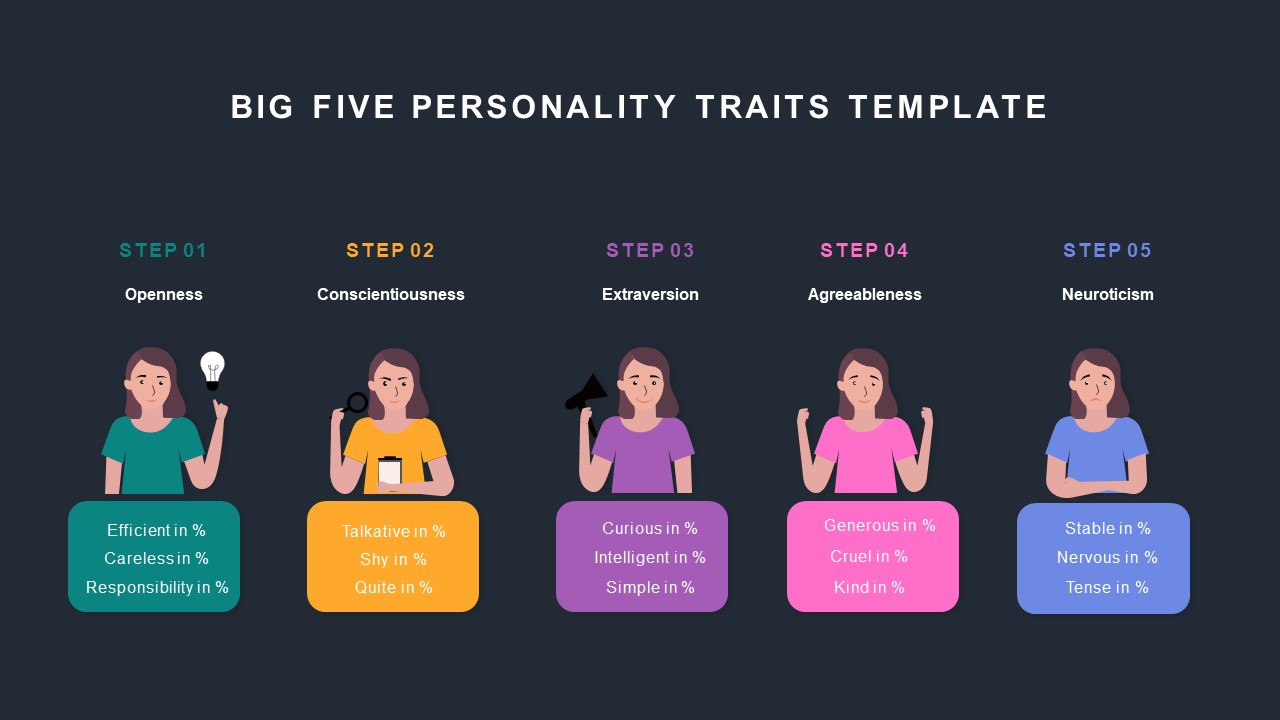 BIG FIVE PERSONALITY TRAITS TEMPLATE
STEP 01
Openness
Efficient in %
Careless in %
Responsibility in %
STEP 02
Conscientiousness
Talkative in %
Shy in %
Quite in %
STEP 03
Extraversion
Curious in %
Intelligent in %
Simple in %
STEP 04
Agreeableness
Generous in %
Cruel in %
Kind in %
STEP 05
Neuroticism
Stable in %
Nervous in %
Tense in %